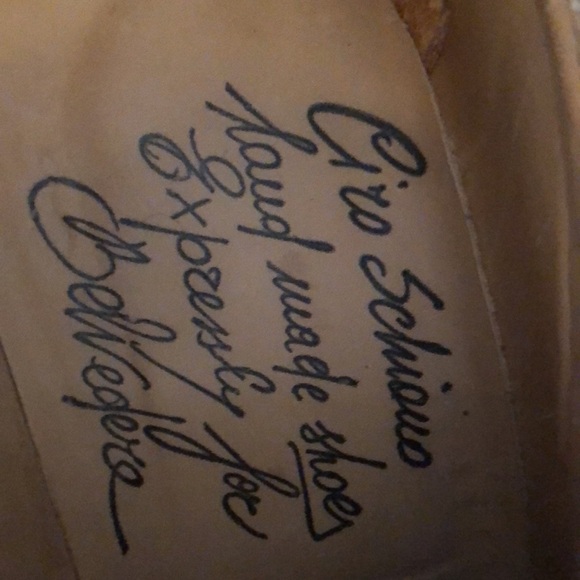 Ciro Schiano
hand made shoes
expressly for
Belvedere